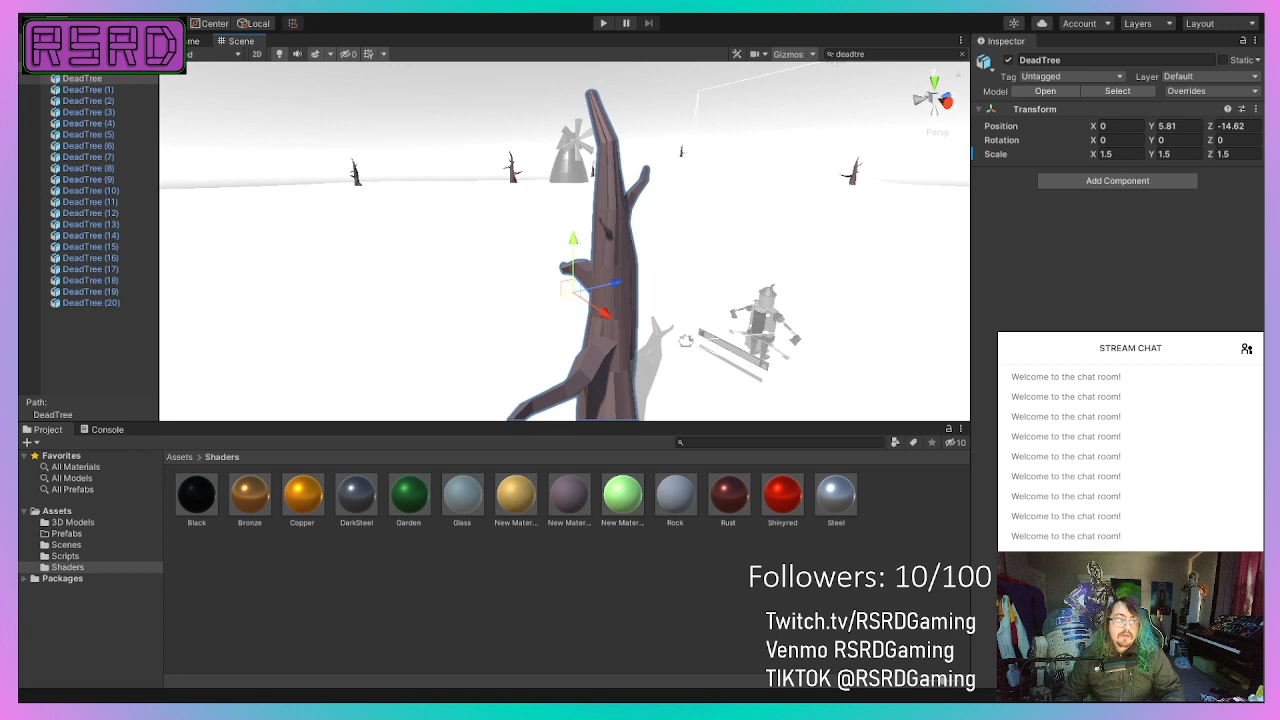 RSRD
Center
Local
Account
Layers
Layout
Scene
2D
0
Gizmos
deadtre
Inspector
DeadTree
Static
Tag Untagged
Layer Default
Model Open Select Overrides
Transform
Position X 0 Y 5.81 Z -14.62
Rotation X 0 Y 0 Z 0
Scale X 1.5 Y 1.5 Z 1.5
Add Component
Persp
DeadTree
DeadTree (1)
DeadTree (2)
DeadTree (3)
DeadTree (4)
DeadTree (5)
DeadTree (6)
DeadTree (7)
DeadTree (8)
DeadTree (9)
DeadTree (10)
DeadTree (11)
DeadTree (12)
DeadTree (13)
DeadTree (14)
DeadTree (15)
DeadTree (16)
DeadTree (17)
DeadTree (18)
DeadTree (19)
DeadTree (20)
Path:
DeadTree
Project
Console
10
Favorites
All Materials
All Models
All Prefabs
Assets
3D Models
Prefabs
Scenes
Scripts
Shaders
Packages
Assets > Shaders
Black
Bronze
Copper
DarkSteel
Garden
Glass
New Mater...
New Mater...
New Mater...
Rock
Rust
Shinyred
Steel
STREAM CHAT
Welcome to the chat room!
Welcome to the chat room!
Welcome to the chat room!
Welcome to the chat room!
Welcome to the chat room!
Welcome to the chat room!
Welcome to the chat room!
Welcome to the chat room!
Welcome to the chat room!
Followers: 10/100
Twitch.tv/RSRDGaming
Venmo RSRDGaming
TIKTOK @RSRDGaming